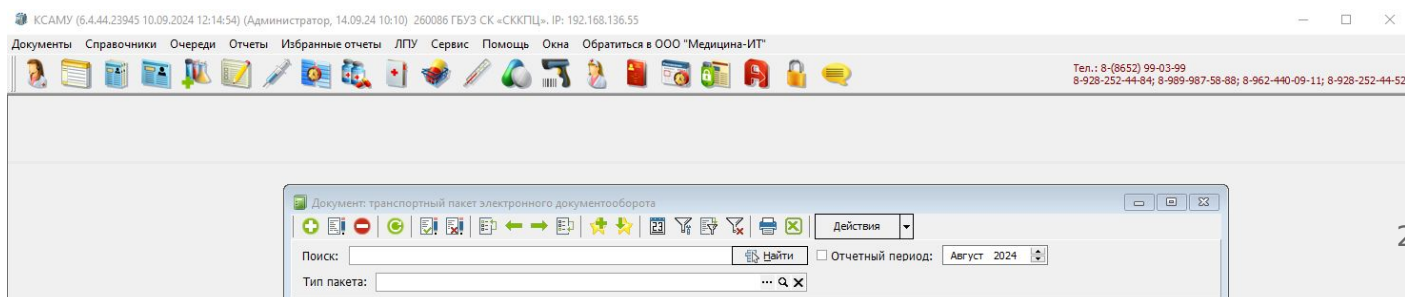 КСАМУ (6.4.44.23945 10.09.2024 12:14:54) (Администратор, 14.09.24 10:10) 260086 ГБУЗ СК «СККПЦ». IP: 192.168.136.55
Документы Справочники Очереди Отчеты Избранные отчеты ЛПУ Сервис Помощь Окна Обратиться в ООО "Медицина-ИТ"
Тел.: 8-(8652) 99-03-99
8-928-252-44-84; 8-989-987-58-88; 8-962-440-09-11; 8-928-252-44-52
Документ: транспортный пакет электронного документооборота
23 Действия
Поиск: Найти Отчетный период: Август 2024
Тип пакета: ...